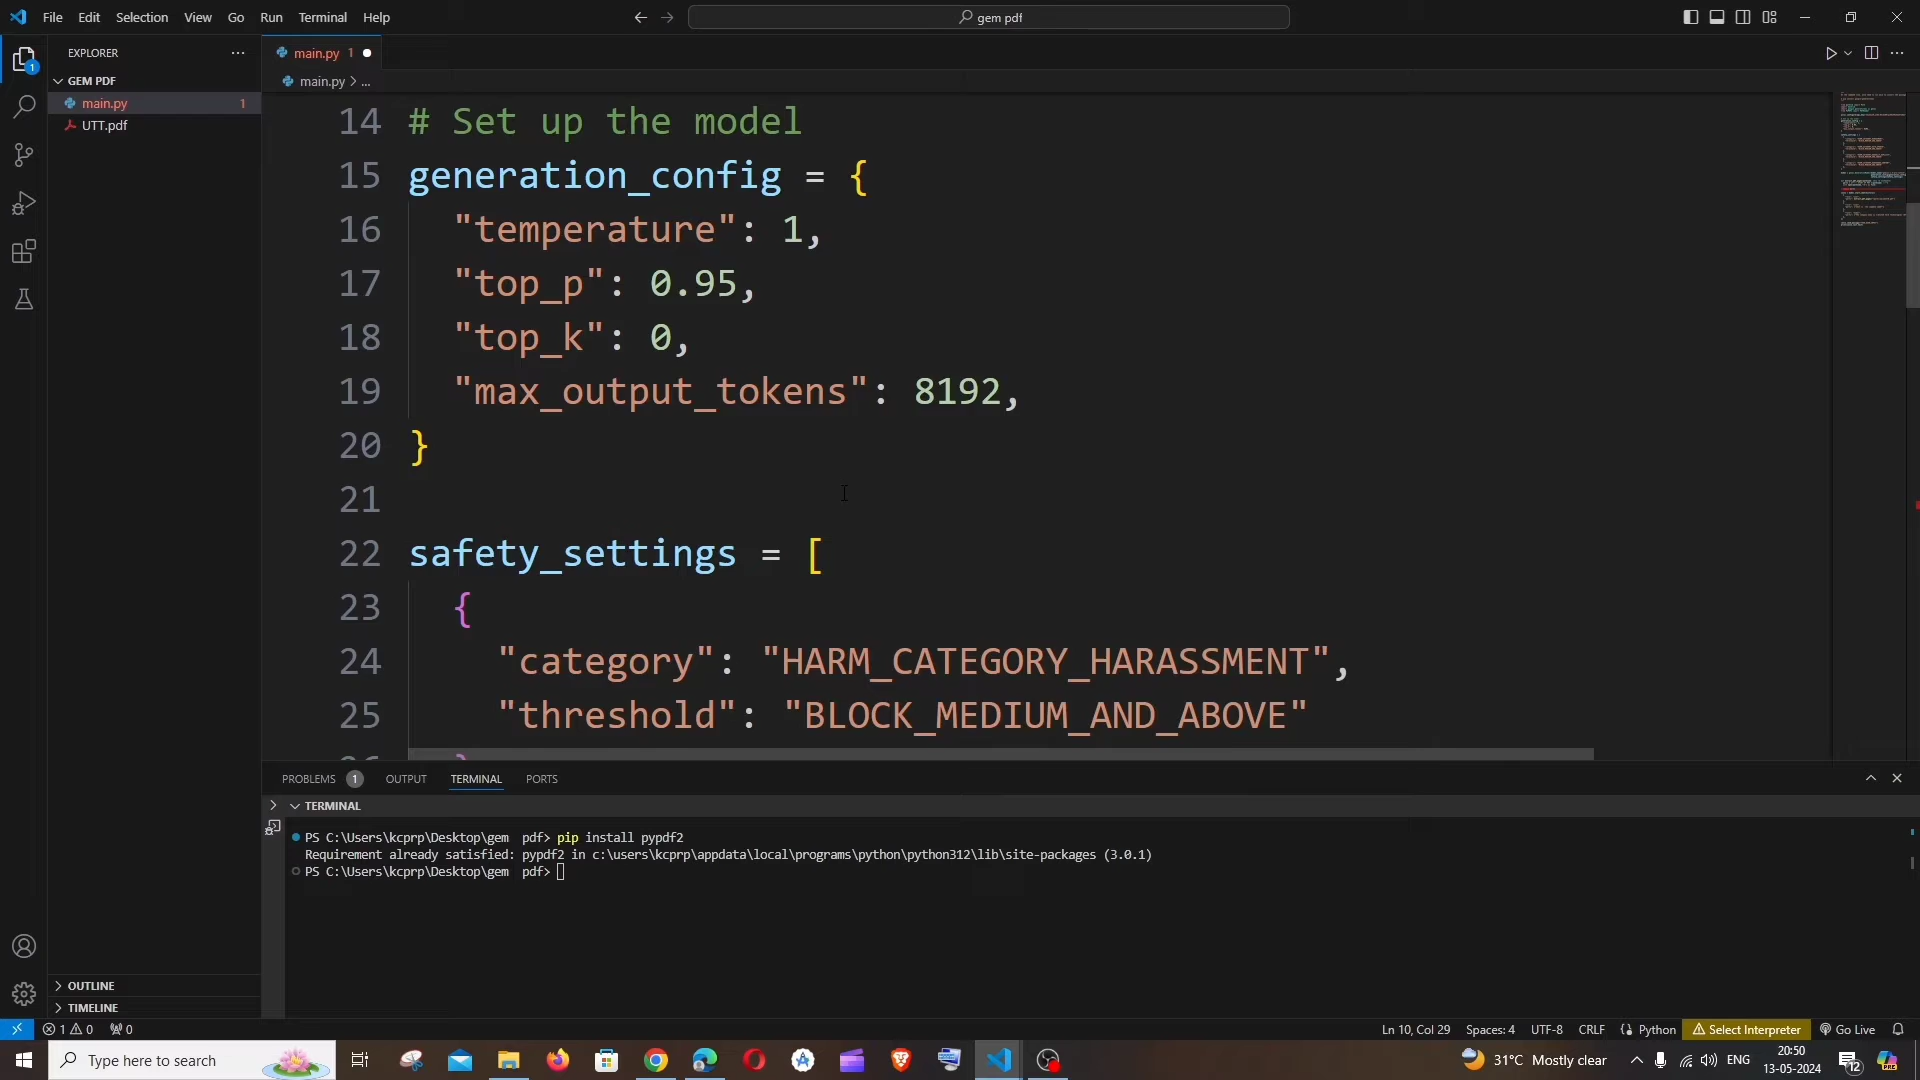 File Edit Selection View Go Run Terminal Help
gem pdf
EXPLORER
GEM PDF
main.py 1
UTT.pdf
OUTLINE
TIMELINE
main.py 1
main.py > ...
14 # Set up the model
15 generation_config = {
16 "temperature": 1,
17 "top_p": 0.95,
18 "top_k": 0,
19 "max_output_tokens": 8192,
20 }
21
22 safety_settings = [
23 {
24 "category": "HARM_CATEGORY_HARASSMENT",
25 "threshold": "BLOCK_MEDIUM_AND_ABOVE"
PROBLEMS 1 OUTPUT TERMINAL PORTS
TERMINAL
PS C:\Users\kcprp\Desktop\gem pdf> pip install pypdf2
Requirement already satisfied: pypdf2 in c:\users\kcprp\appdata\local\programs\python\python312\lib\site-packages (3.0.1)
PS C:\Users\kcprp\Desktop\gem pdf>
1 0 0 Ln 10, Col 29 Spaces: 4 UTF-8 CRLF Python Select Interpreter Go Live
Type here to search 31°C Mostly clear ENG 20:50
13-05-2024
12